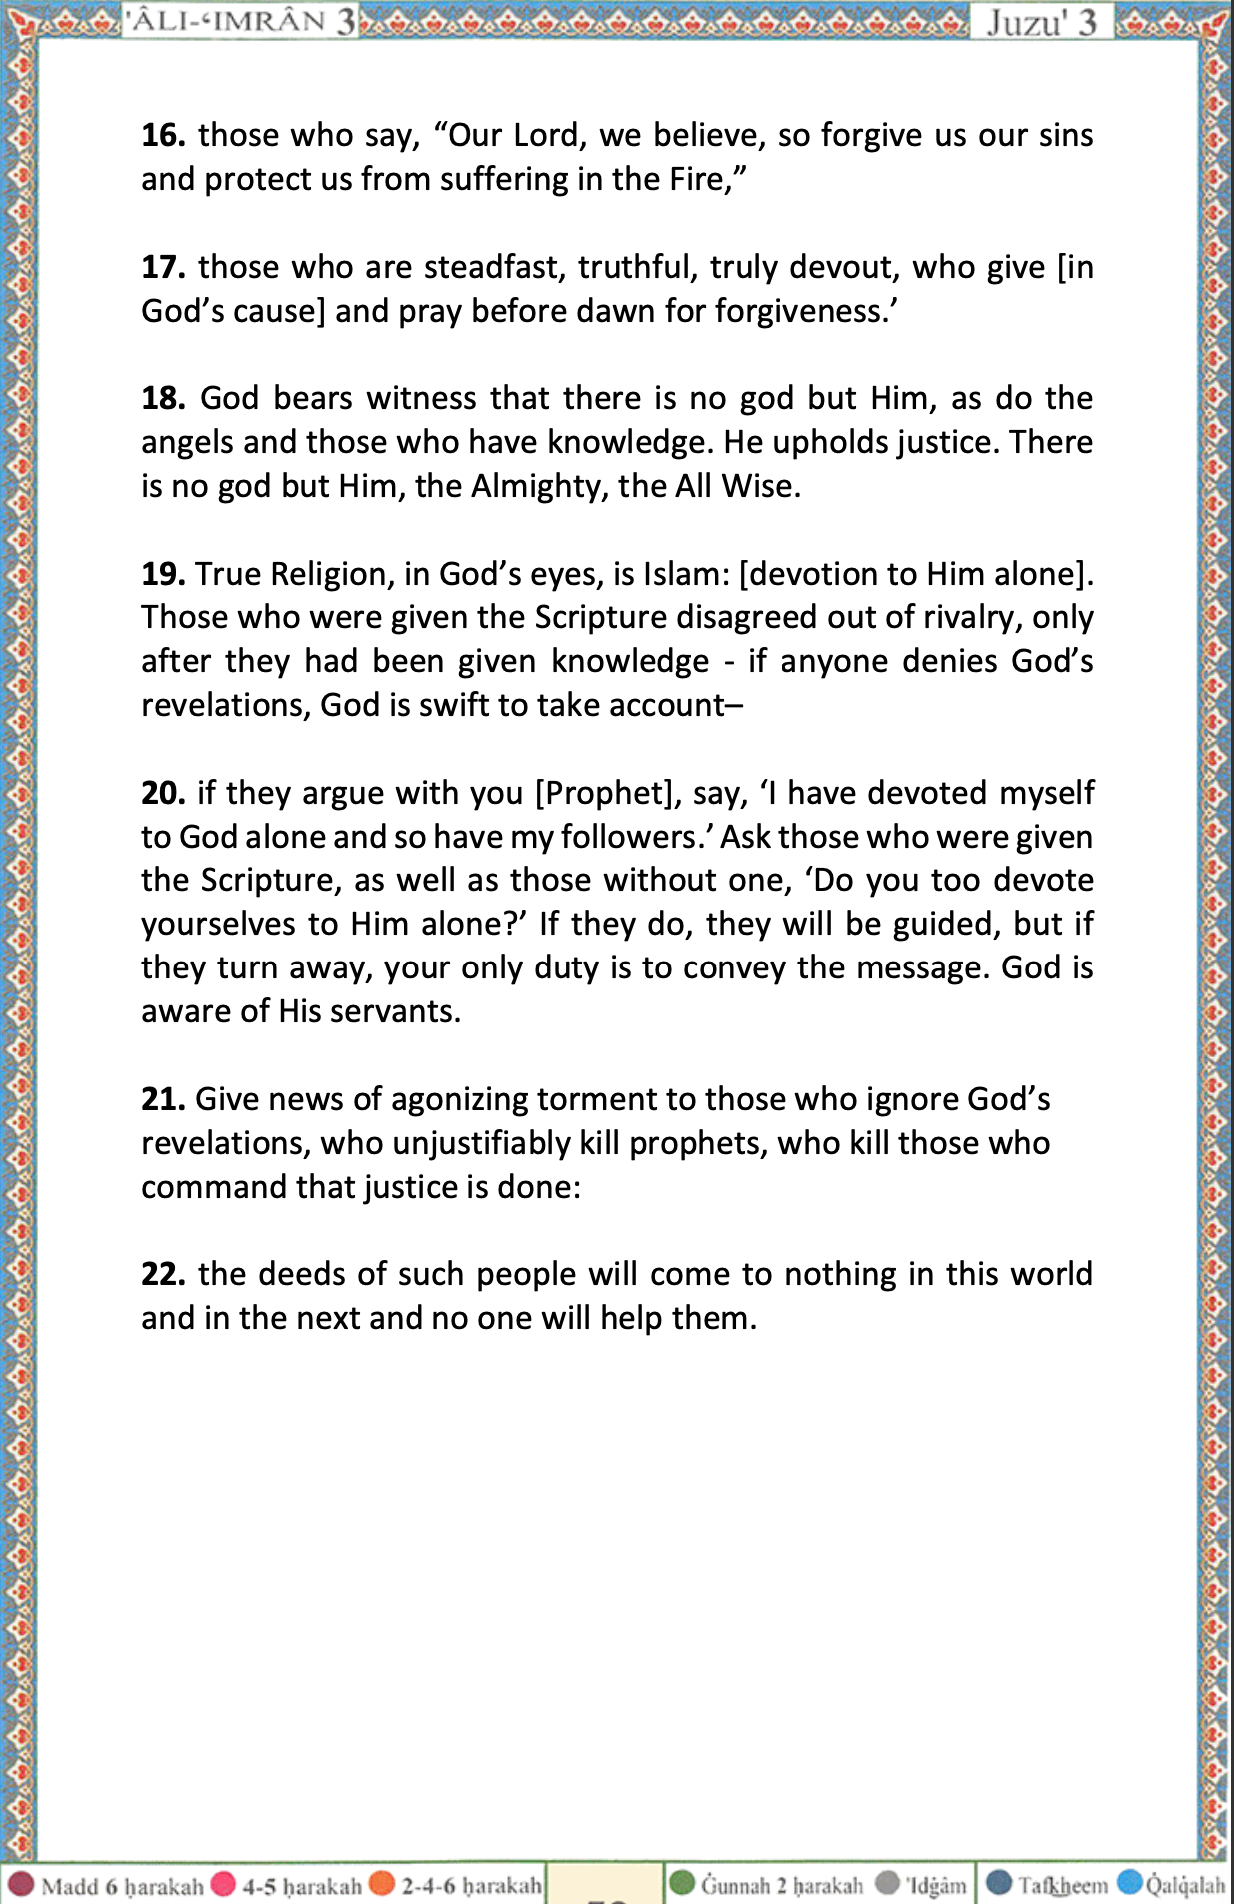 'ÂLI-‘IMRÂN 3
Juzu' 3
16. those who say, “Our Lord, we believe, so forgive us our sins
and protect us from suffering in the Fire,”
17. those who are steadfast, truthful, truly devout, who give [in
God’s cause] and pray before dawn for forgiveness.’
18. God bears witness that there is no god but Him, as do the
angels and those who have knowledge. He upholds justice. There
is no god but Him, the Almighty, the All Wise.
19. True Religion, in God’s eyes, is Islam: [devotion to Him alone].
Those who were given the Scripture disagreed out of rivalry, only
after they had been given knowledge - if anyone denies God’s
revelations, God is swift to take account–
20. if they argue with you [Prophet], say, ‘I have devoted myself
to God alone and so have my followers.’ Ask those who were given
the Scripture, as well as those without one, ‘Do you too devote
yourselves to Him alone?’ If they do, they will be guided, but if
they turn away, your only duty is to convey the message. God is
aware of His servants.
21. Give news of agonizing torment to those who ignore God’s
revelations, who unjustifiably kill prophets, who kill those who
command that justice is done:
22. the deeds of such people will come to nothing in this world
and in the next and no one will help them.
Madd 6 ḥarakah 4-5 ḥarakah 2-4-6 ḥarakah
Ġunnah 2 ḥarakah 'Idġâm Tafkheem Q̇alq̇alah